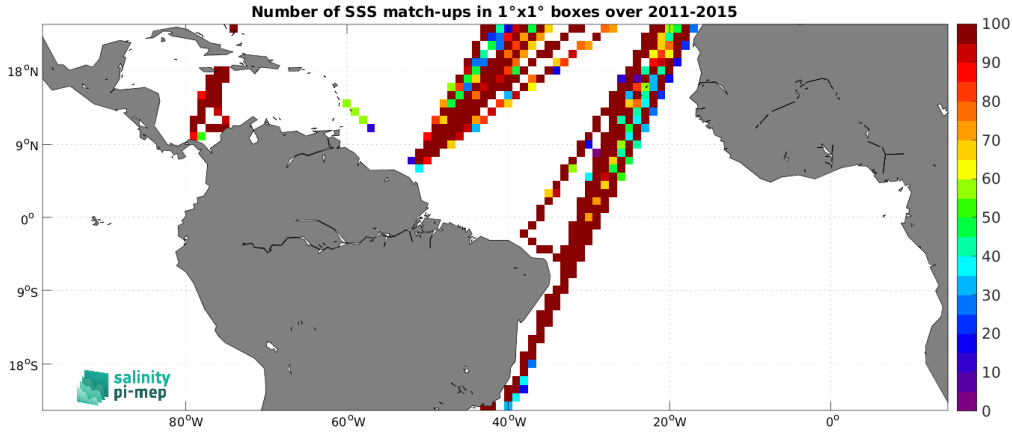 Number of SSS match-ups in 1°x1° boxes over 2011-2015
18°N
9°N
0°
9°S
18°S
80°W
60°W
40°W
20°W
0°
100
90
80
70
60
50
40
30
20
10
0
salinity
pi-mep